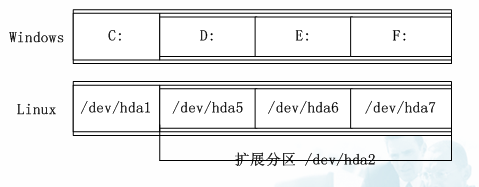 Windows C: D: E: F:
Linux /dev/hda1 /dev/hda5 /dev/hda6 /dev/hda7
扩展分区 /dev/hda2